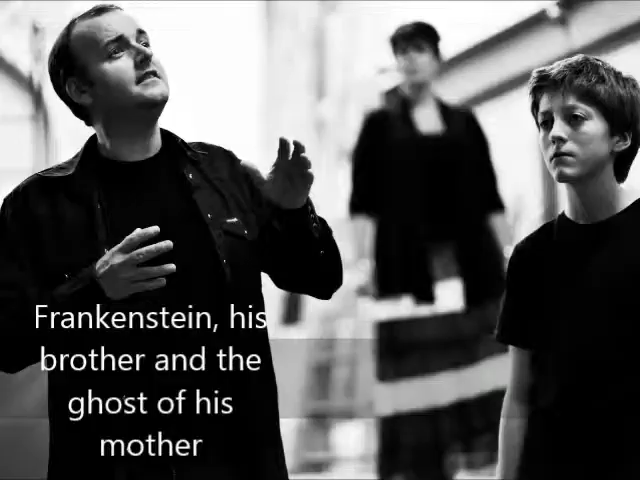 Frankenstein, his
brother and the
ghost of his
mother